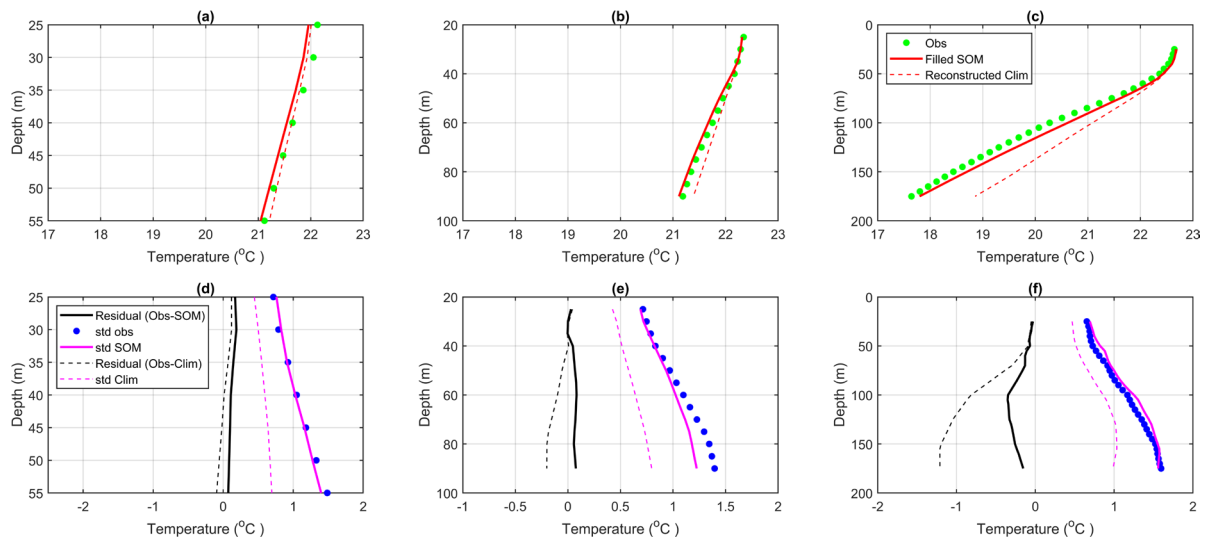 (a)
25
30
35
40
45
50
55
Depth (m)
17 18 19 20 21 22 23
Temperature (°C )
(b)
0
20
40
60
80
100
Depth (m)
17 18 19 20 21 22 23
Temperature (°C )
(c)
0
50
100
150
200
Depth (m)
Obs
Filled SOM
Reconstructed Clim
17 18 19 20 21 22 23
Temperature (°C )
(d)
25
30
35
40
45
50
55
Depth (m)
Residual (Obs-SOM)
std obs
std SOM
Residual (Obs-Clim)
std Clim
-2 -1 0 1 2
Temperature (°C )
(e)
20
40
60
80
100
Depth (m)
-1 -0.5 0 0.5 1 1.5 2
Temperature (°C )
(f)
0
50
100
150
200
Depth (m)
-2 -1 0 1 2
Temperature (°C )